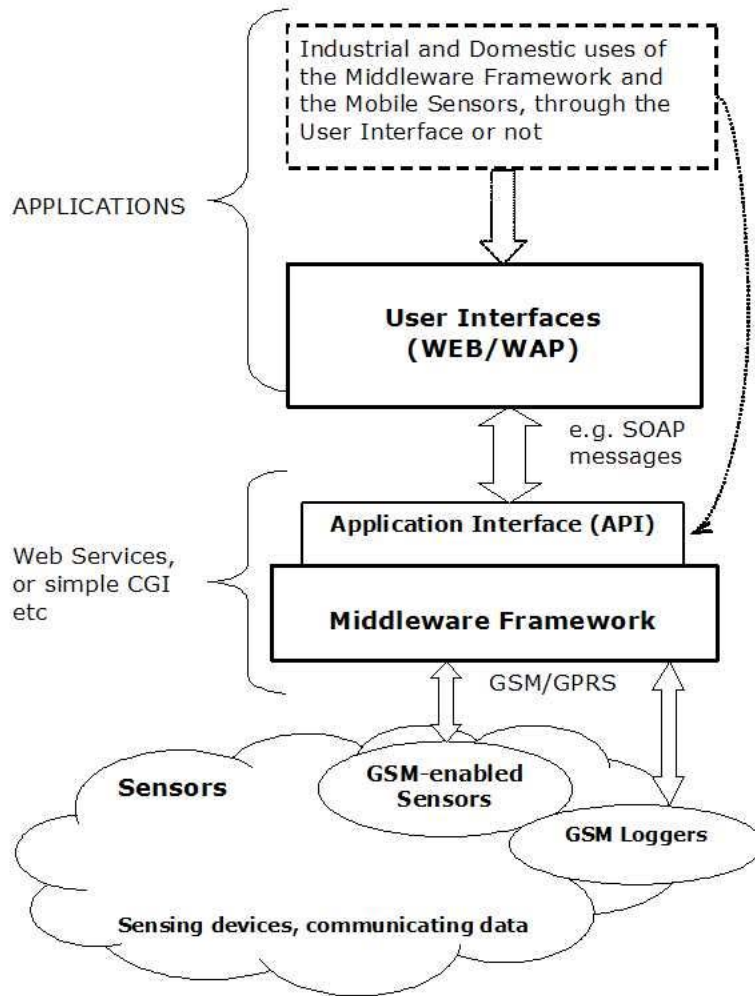 Industrial and Domestic uses of
the Middleware Framework and
the Mobile Sensors, through the
User Interface or not
APPLICATIONS
User Interfaces
(WEB/WAP)
e.g. SOAP
messages
Application Interface (API)
Web Services,
or simple CGI
etc
Middleware Framework
GSM/GPRS
Sensors
GSM-enabled
Sensors
GSM Loggers
Sensing devices, communicating data